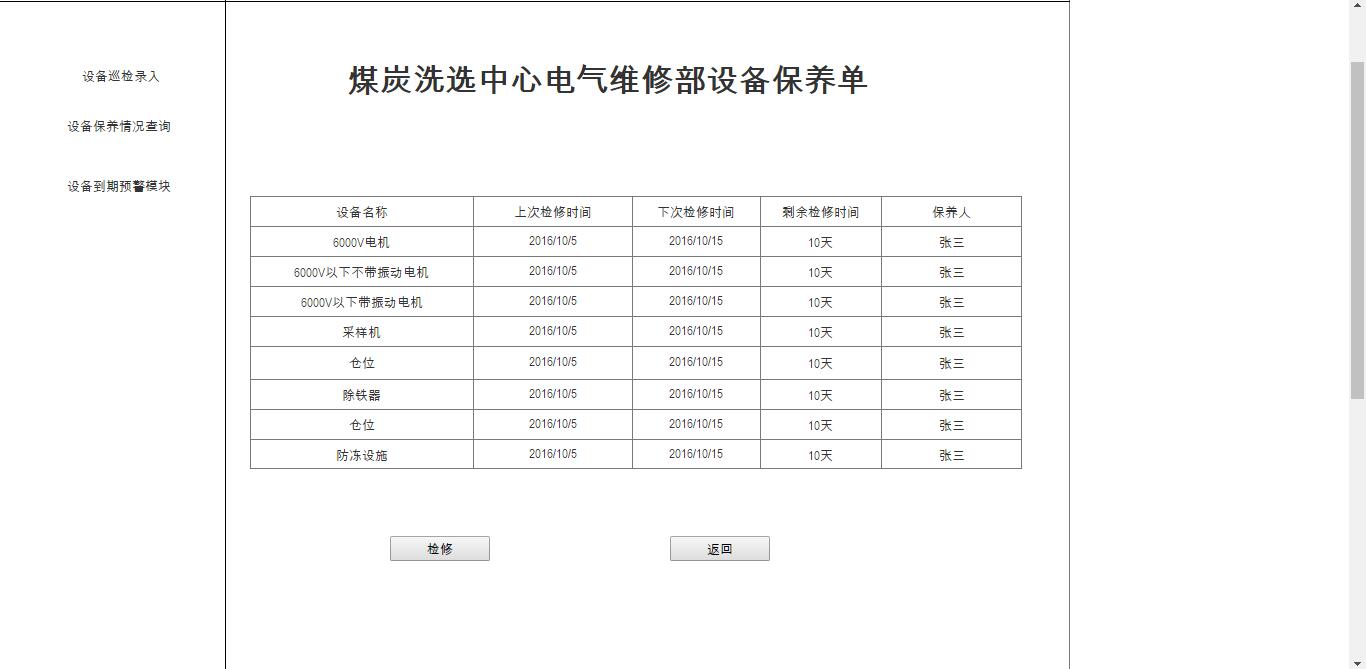 设备巡检录入
设备保养情况查询
设备到期预警模块
煤炭洗选中心电气维修部设备保养单
设备名称 上次检修时间 下次检修时间 剩余检修时间 保养人
6000V电机 2016/10/5 2016/10/15 10天 张三
6000V以下不带振动电机 2016/10/5 2016/10/15 10天 张三
6000V以下带振动电机 2016/10/5 2016/10/15 10天 张三
采样机 2016/10/5 2016/10/15 10天 张三
仓位 2016/10/5 2016/10/15 10天 张三
除铁器 2016/10/5 2016/10/15 10天 张三
仓位 2016/10/5 2016/10/15 10天 张三
防冻设施 2016/10/5 2016/10/15 10天 张三
检修 返回